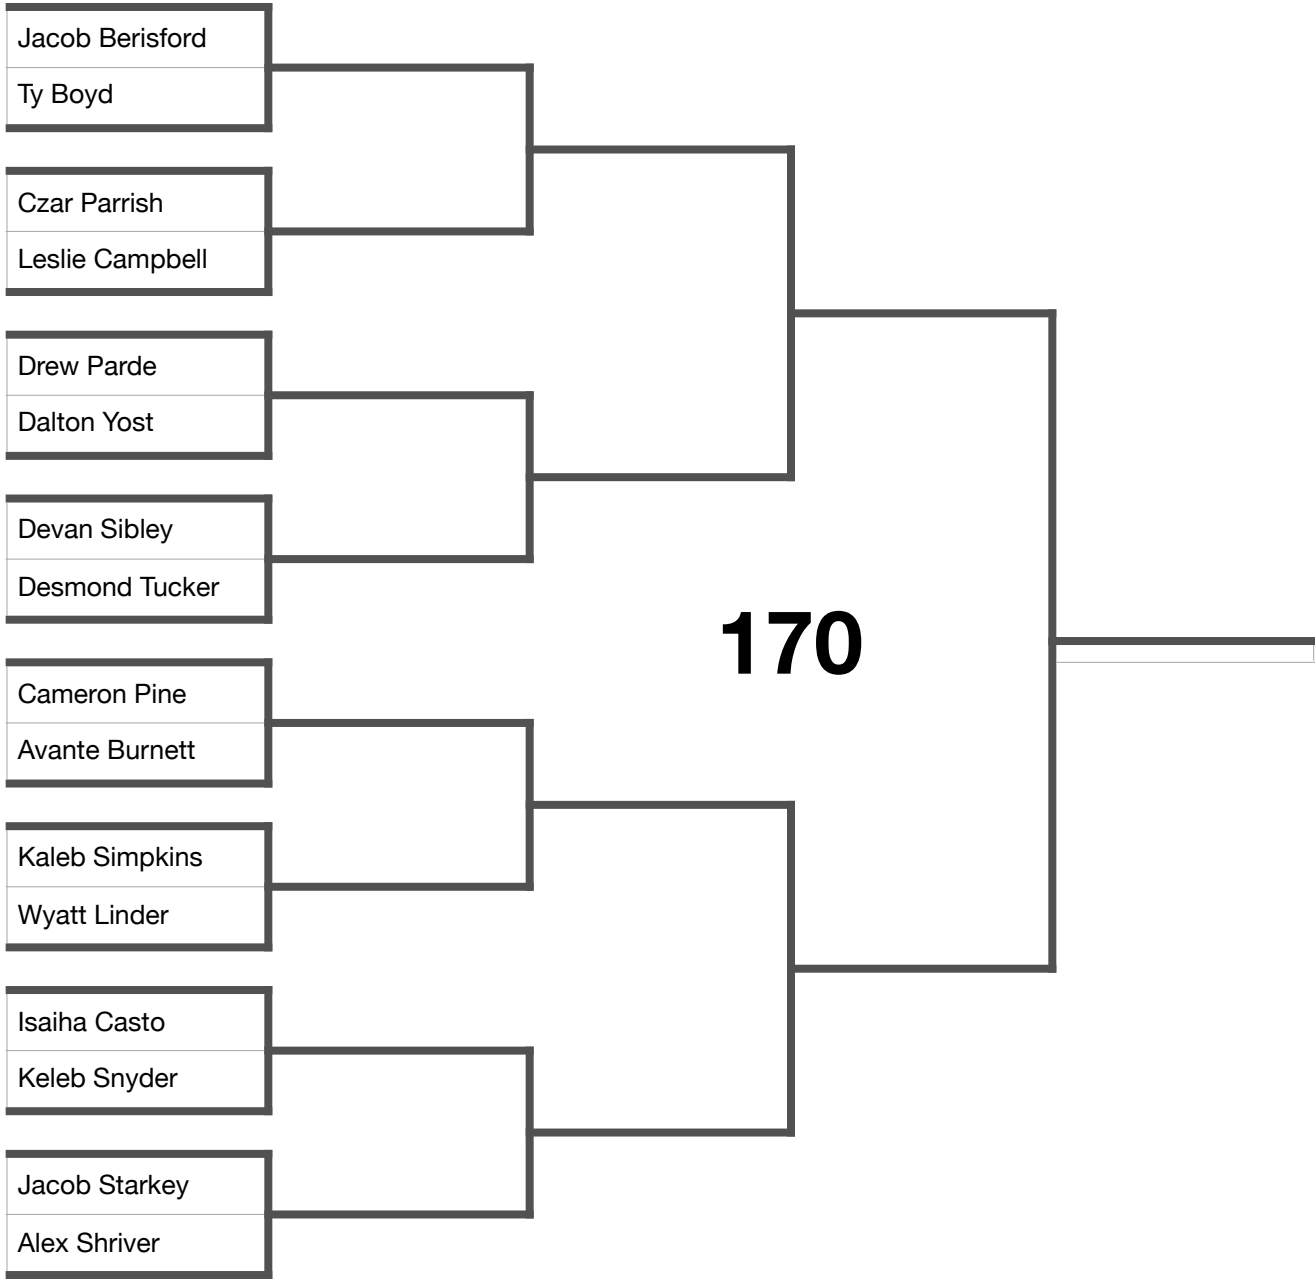 Jacob Berisford
Ty Boyd
Czar Parrish
Leslie Campbell
Drew Parde
Dalton Yost
Devan Sibley
Desmond Tucker
170
Cameron Pine
Avante Burnett
Kaleb Simpkins
Wyatt Linder
Isaiha Casto
Keleb Snyder
Jacob Starkey
Alex Shriver